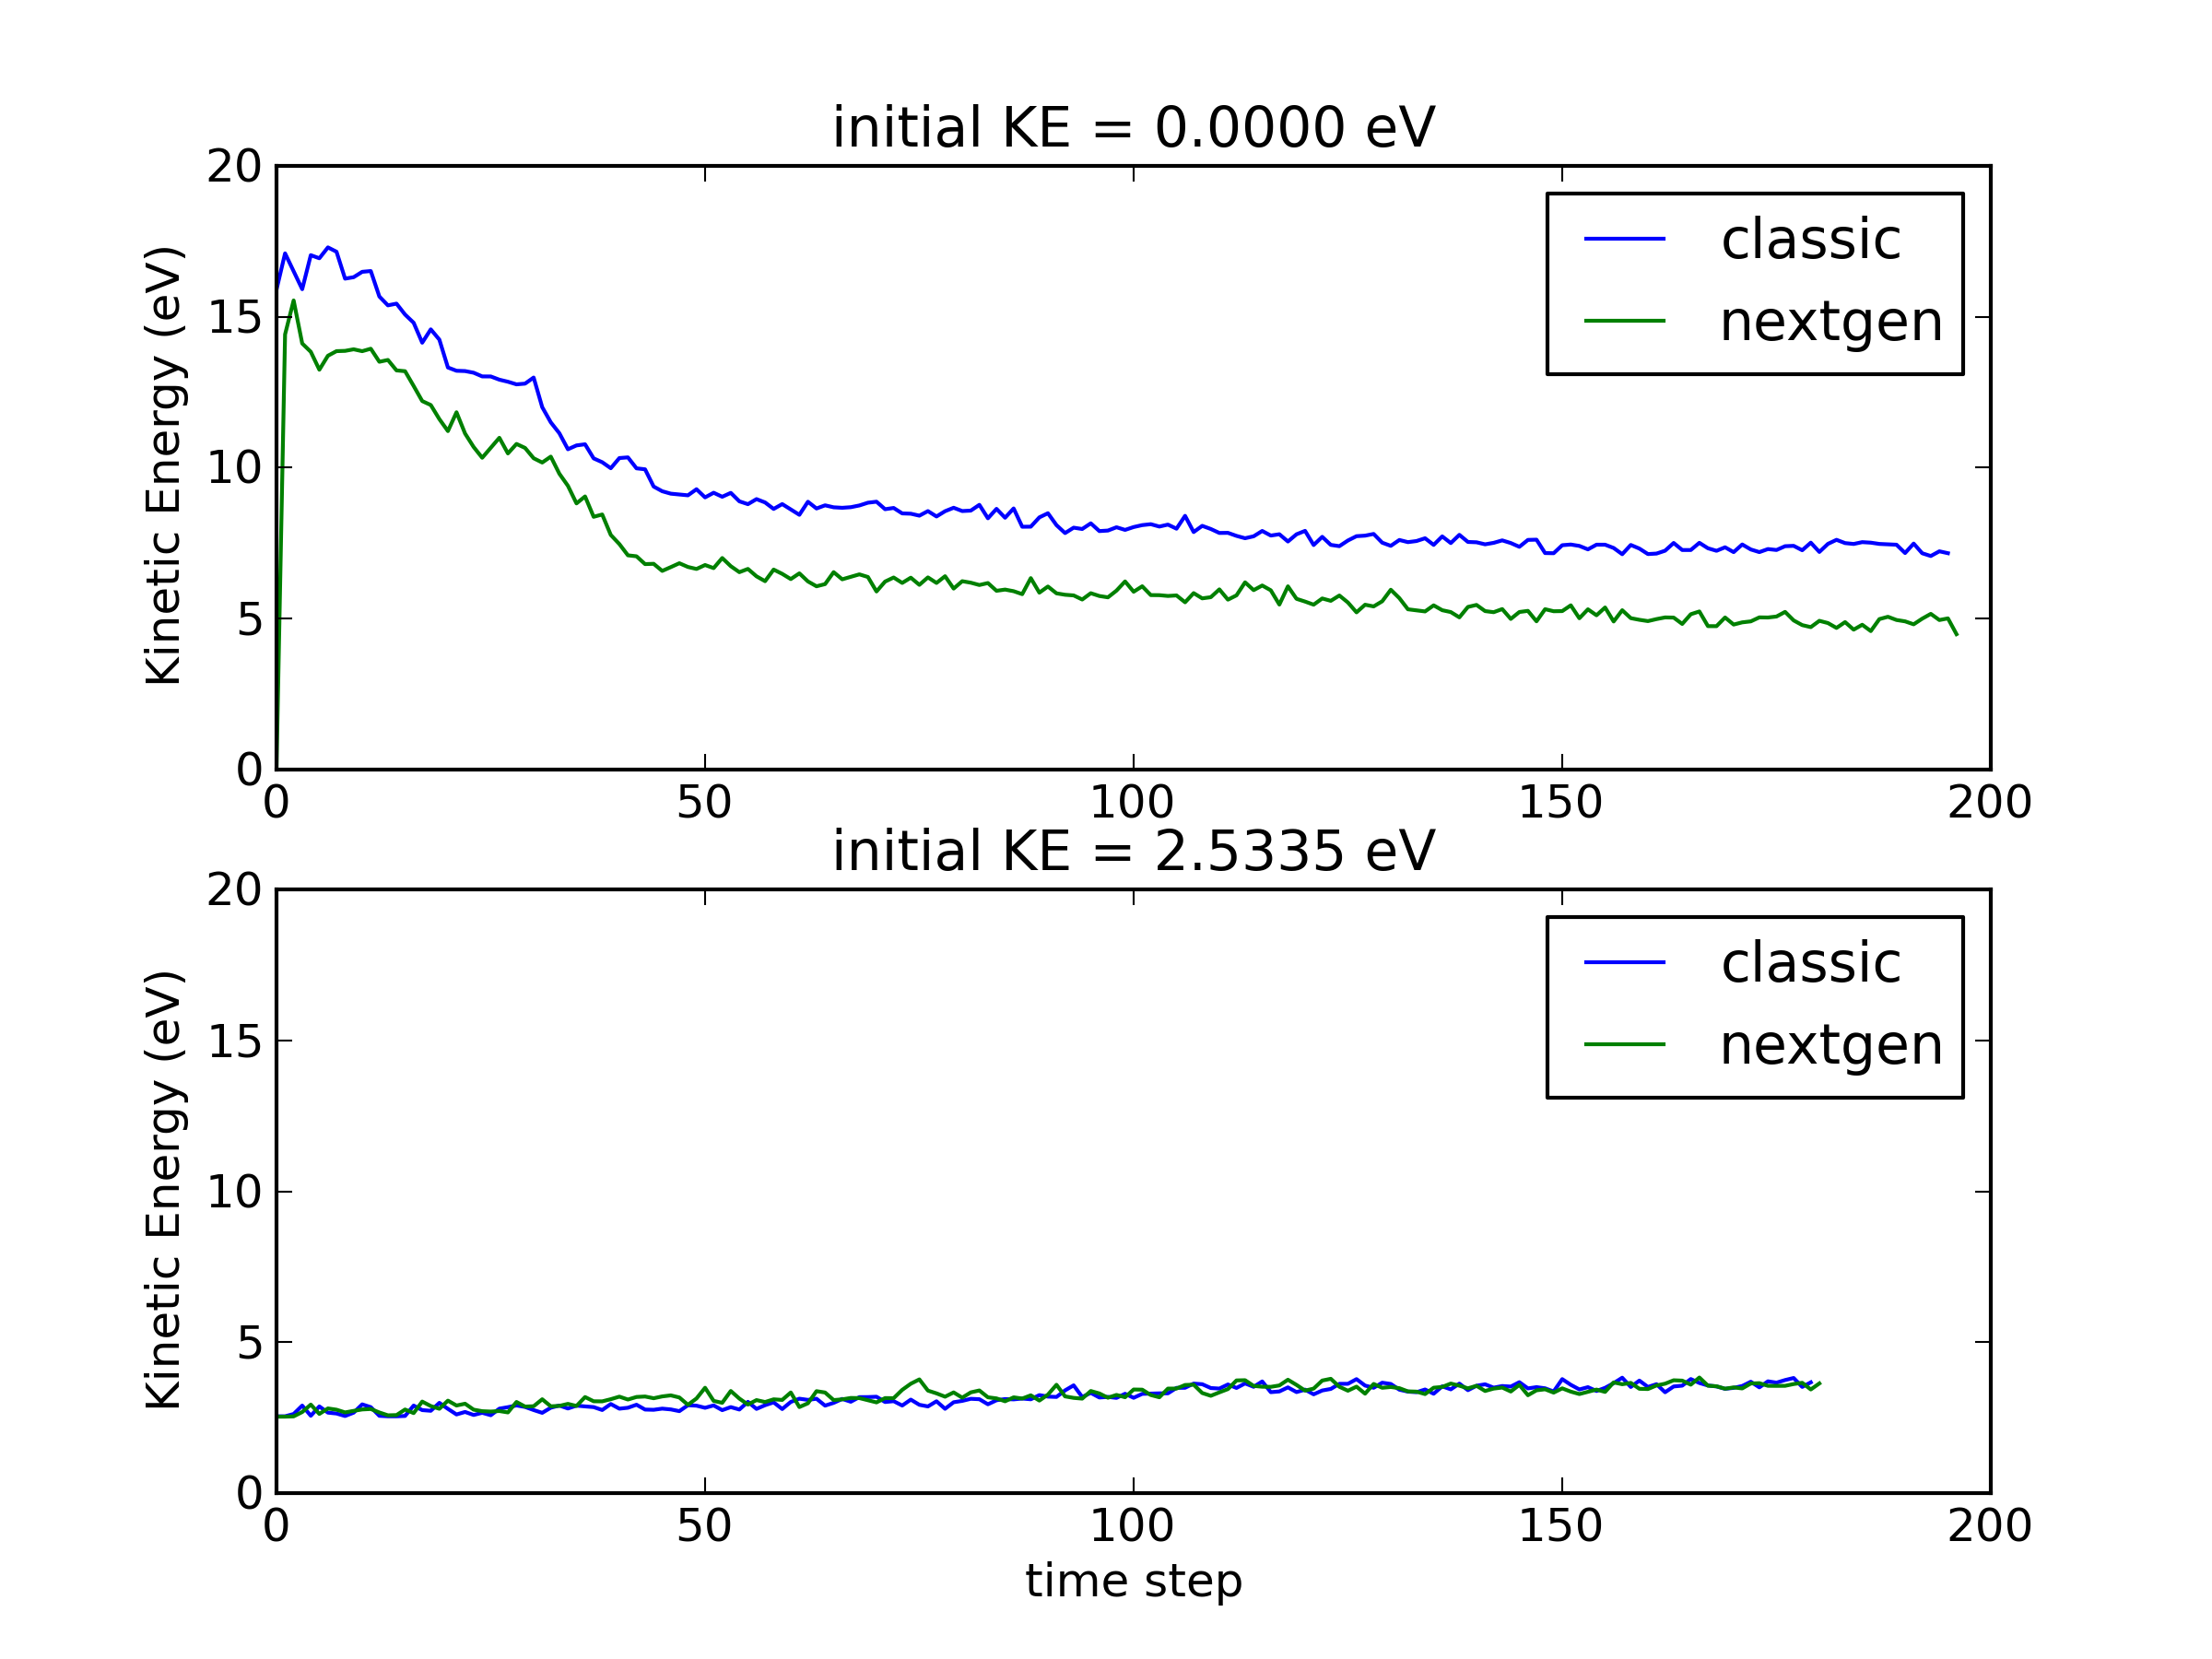 initial KE = 0.0000 eV
20
15
10
5
0
Kinetic Energy (eV)
classic
nextgen
0 50 100 150 200
initial KE = 2.5335 eV
20
15
10
5
0
Kinetic Energy (eV)
classic
nextgen
0 50 100 150 200
time step